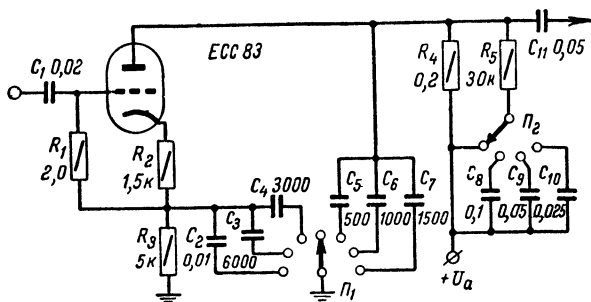 ECC 83
C₁ 0,02
R₁
2,0
R₂
1,5к
R₃
5к
C₂
0,01
C₃
6000
C₄ 3000
C₅
500
C₆
1000
C₇
1500
П₁
R₄
0,2
R₅
30к
C₁₁ 0,05
П₂
C₈
0,1
C₉
0,05
C₁₀
0,025
+Uа